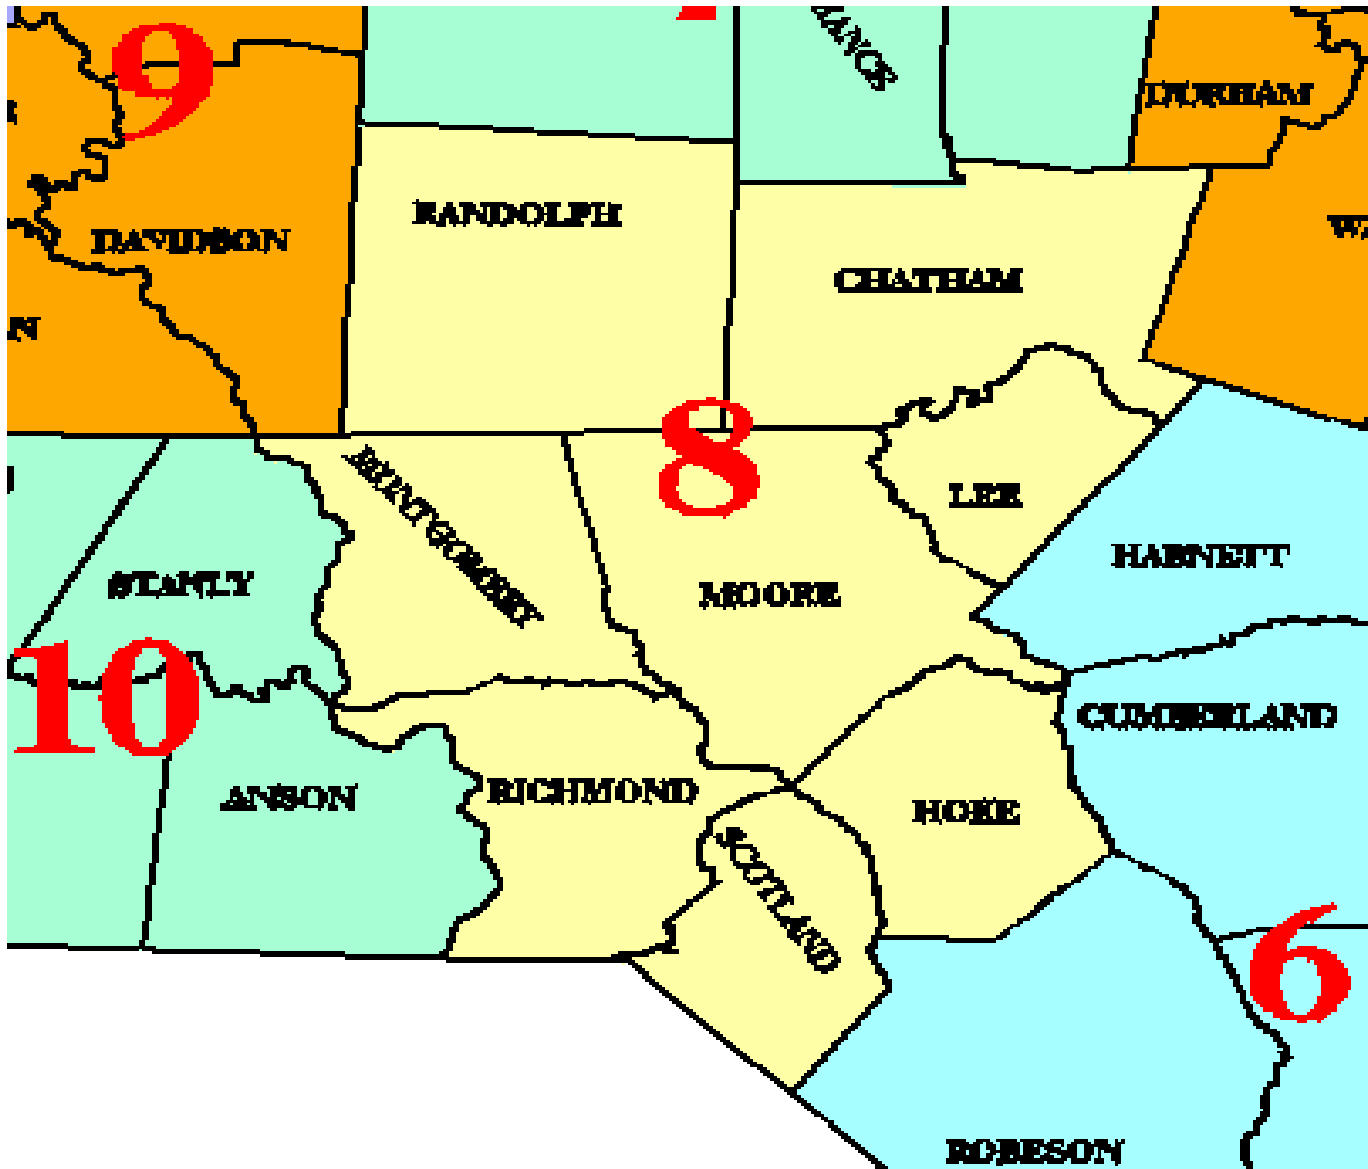 9
DURHAM
RANDOLPH
DAVIDSON
CHATHAM
8
MONTGOMERY
LEE
HARNETT
STANLY
MOORE
10
CUMBERLAND
RICHMOND
ANSON
HOKE
SCOTLAND
6
ROBESON